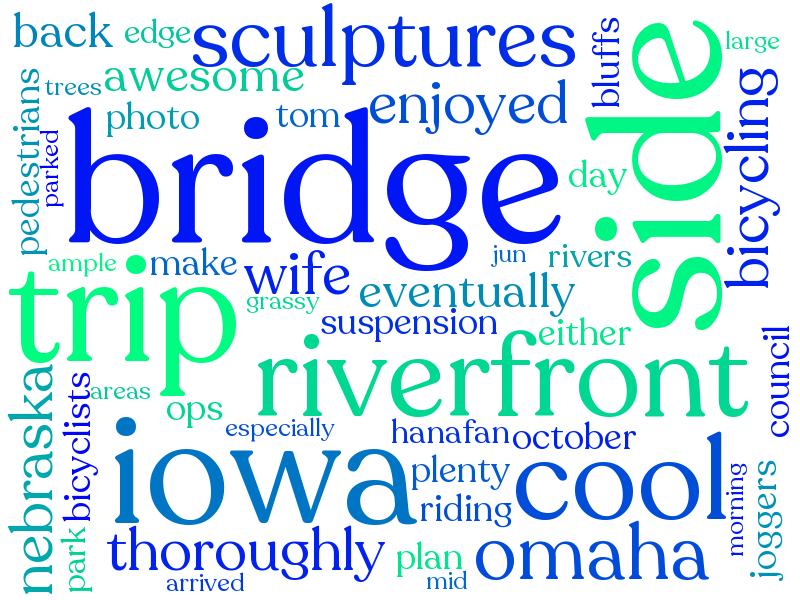 back
edge
sculptures
bluffs
side
large
trees
awesome
enjoyed
bicycling
pedestrians
parked
photo
tom
bridge
day
ample
make
wife
jun
rivers
trip
grassy
eventually
suspension
either
riverfront
council
nebraska
bicyclists
areas
ops
especially
hanafan
october
iowa
plenty
cool
riding
morning
joggers
park
thoroughly
plan
omaha
arrived
mid